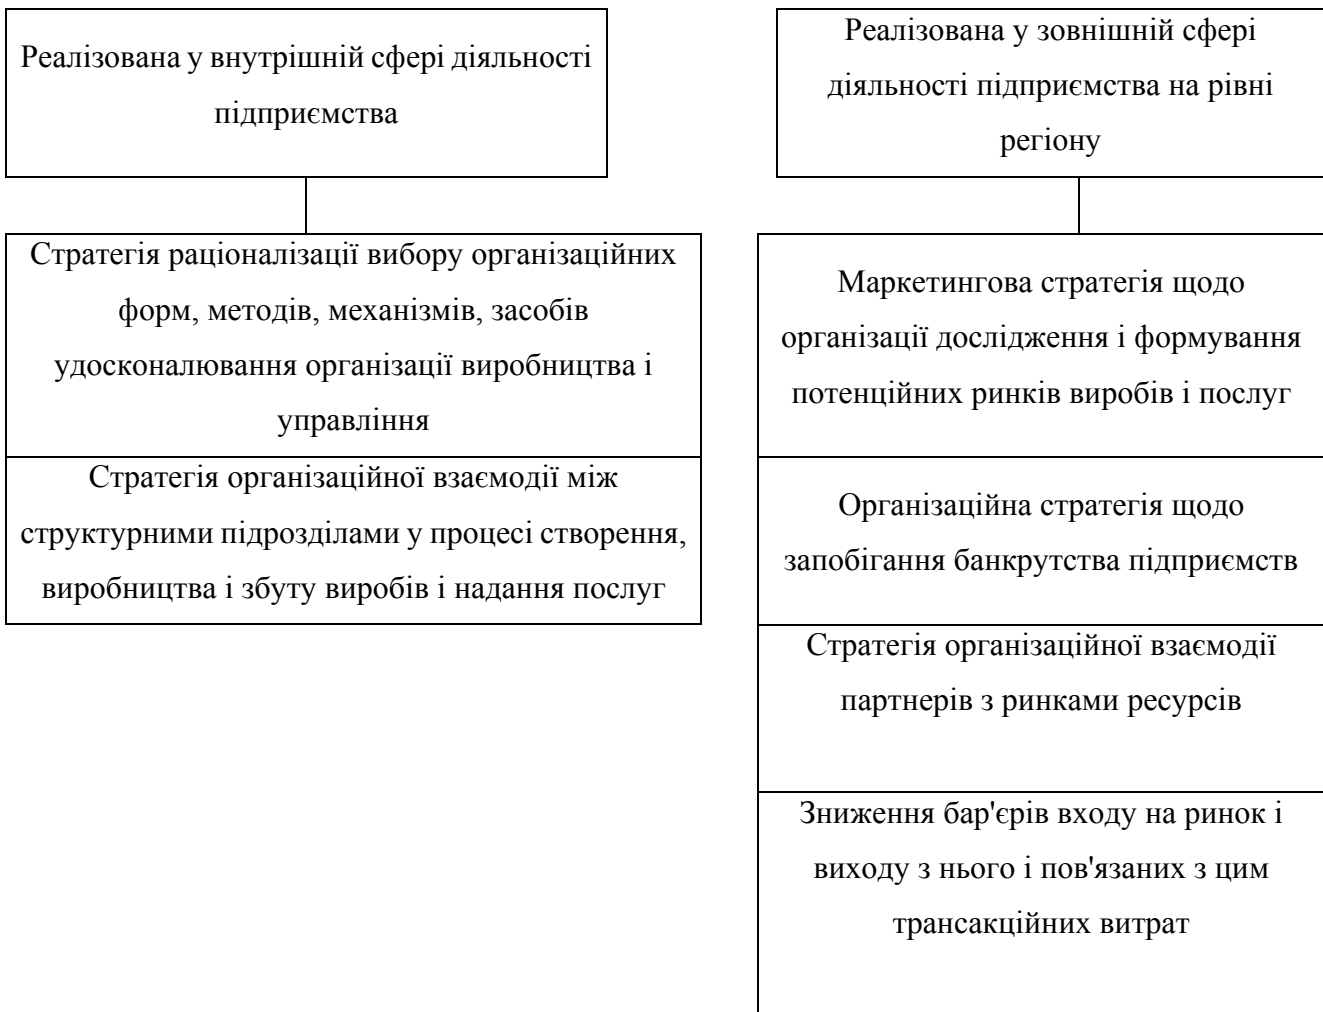 Реалізована у внутрішній сфері діяльності
підприємства
Реалізована у зовнішній сфері
діяльності підприємства на рівні
регіону
Стратегія раціоналізації вибору організаційних
форм, методів, механізмів, засобів
удосконалювання організації виробництва і
управління
Стратегія організаційної взаємодії між
структурними підрозділами у процесі створення,
виробництва і збуту виробів і надання послуг
Маркетингова стратегія щодо
організації дослідження і формування
потенційних ринків виробів і послуг
Організаційна стратегія щодо
запобігання банкрутства підприємств
Стратегія організаційної взаємодії
партнерів з ринками ресурсів
Зниження бар'єрів входу на ринок і
виходу з нього і пов'язаних з цим
трансакційних витрат